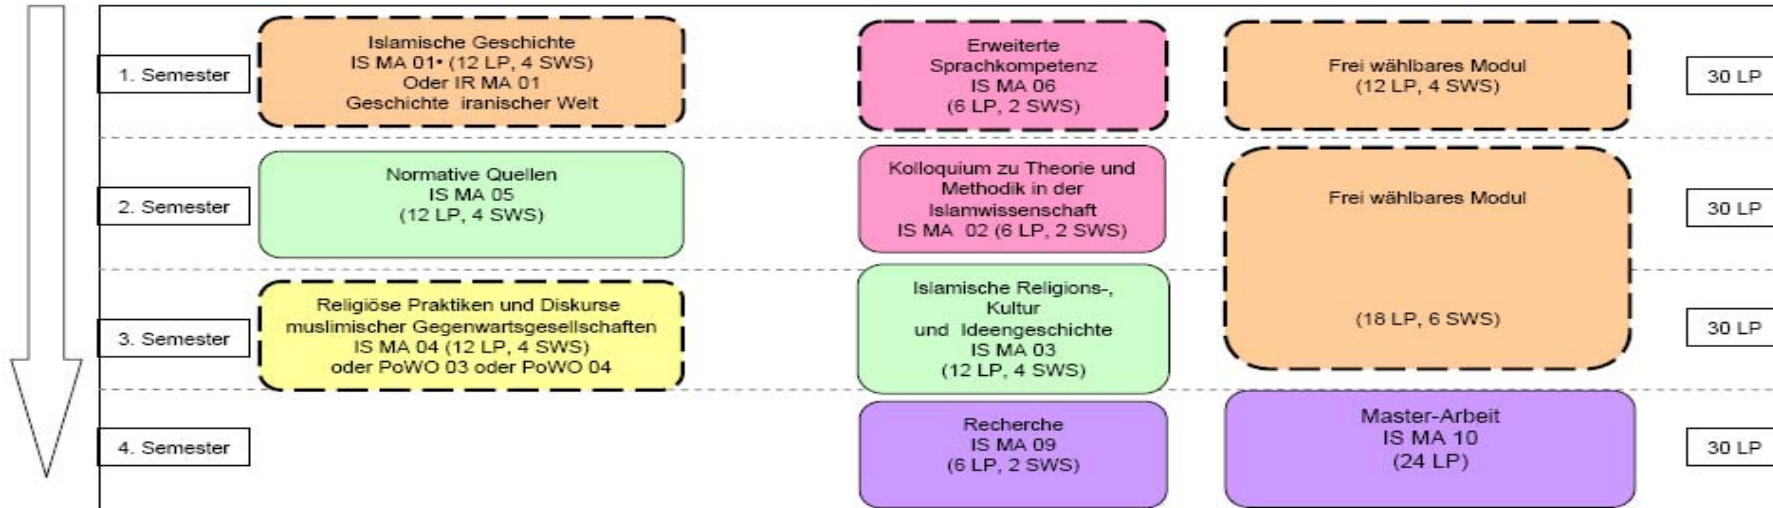 1. Semester
Islamische Geschichte
IS MA 01• (12 LP, 4 SWS)
Oder IR MA 01
Geschichte iranischer Welt
Erweiterte
Sprachkompetenz
IS MA 06
(6 LP, 2 SWS)
Frei wählbares Modul
(12 LP, 4 SWS)
30 LP
2. Semester
Normative Quellen
IS MA 05
(12 LP, 4 SWS)
Kolloquium zu Theorie und
Methodik in der
Islamwissenschaft
IS MA 02 (6 LP, 2 SWS)
Frei wählbares Modul
(18 LP, 6 SWS)
30 LP
3. Semester
Religiöse Praktiken und Diskurse
muslimischer Gegenwartsgesellschaften
IS MA 04 (12 LP, 4 SWS)
oder PoWO 03 oder PoWO 04
Islamische Religions-,
Kultur
und Ideengeschichte
IS MA 03
(12 LP, 4 SWS)
30 LP
4. Semester
Recherche
IS MA 09
(6 LP, 2 SWS)
Master-Arbeit
IS MA 10
(24 LP)
30 LP